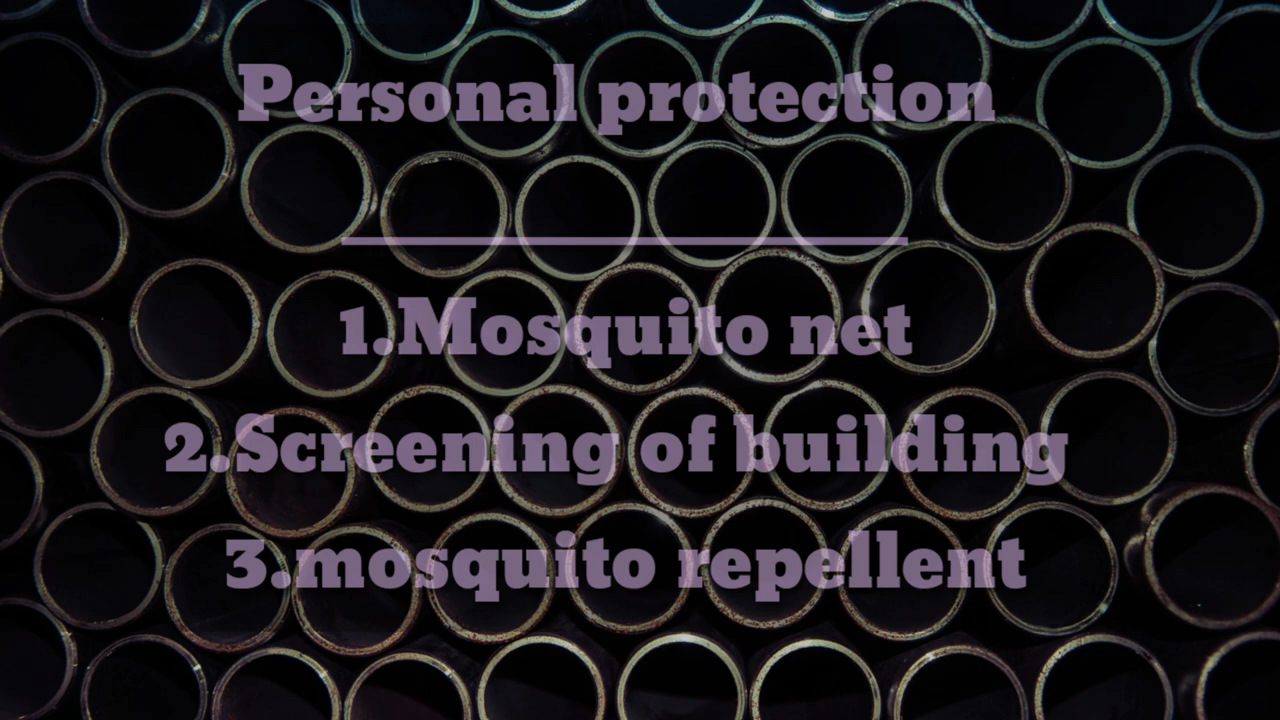 Personal protection
1.Mosquito net
2.Screening of building
3.mosquito repellent